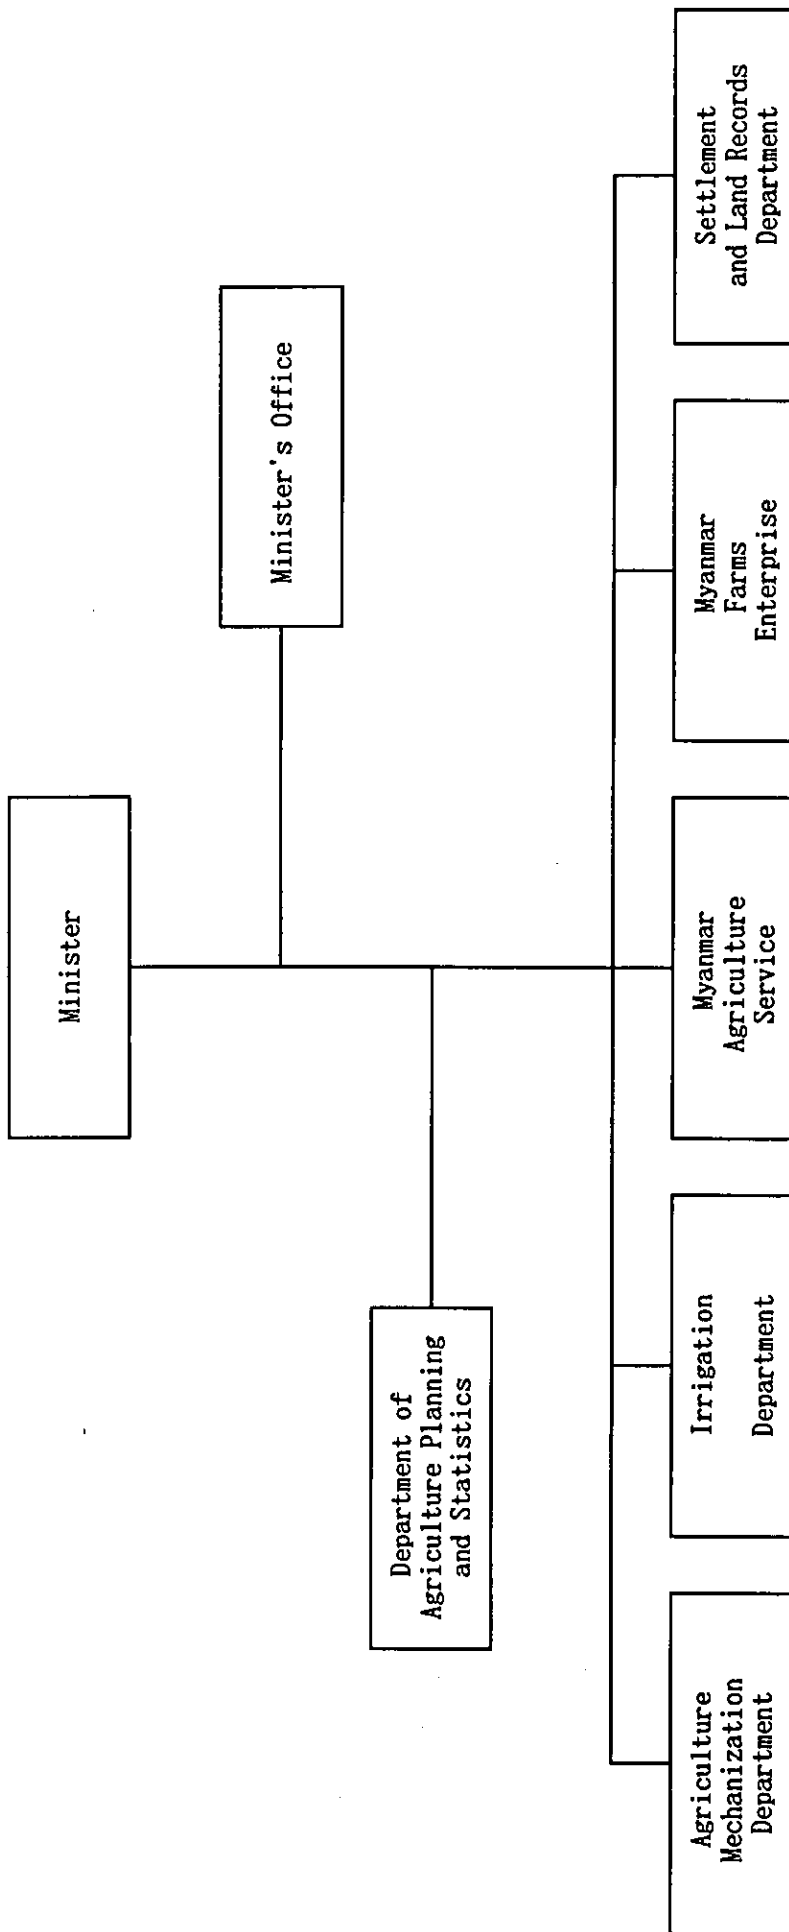 Minister
Minister's Office
Department of
Agriculture Planning
and Statistics
Agriculture
Mechanization
Department
Irrigation
Department
Myanmar
Agriculture
Service
Myanmar
Farms
Enterprise
Settlement
and Land Records
Department